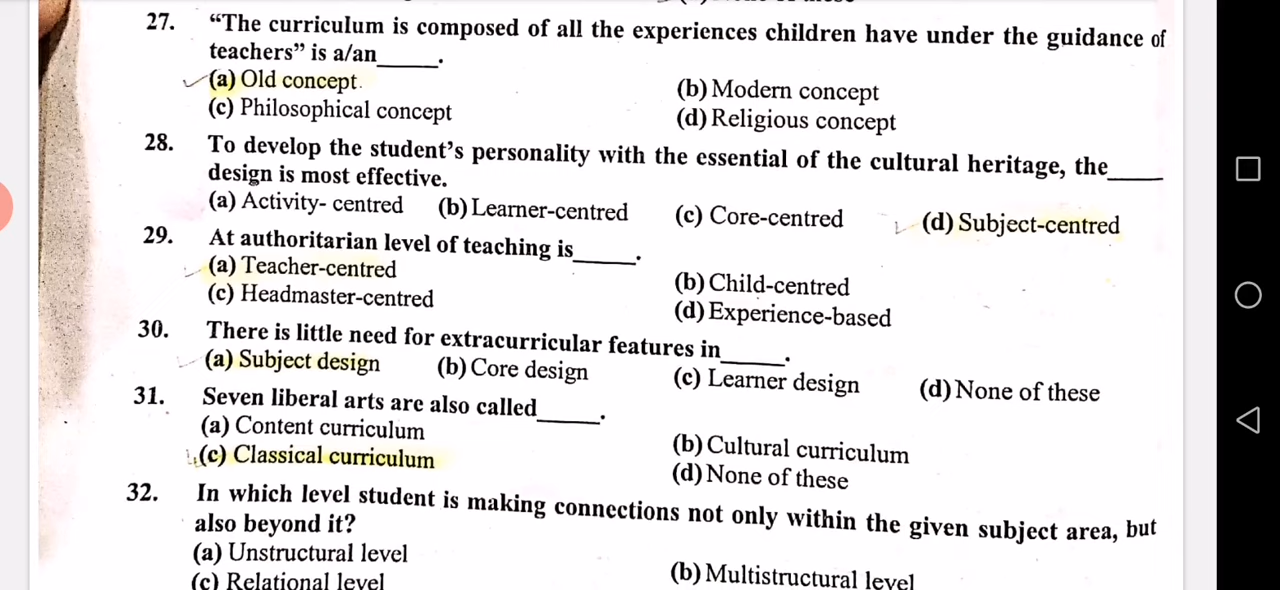 27. “The curriculum is composed of all the experiences children have under the guidance of
teachers” is a/an_____.
(a) Old concept. (b) Modern concept
(c) Philosophical concept (d) Religious concept
28. To develop the student’s personality with the essential of the cultural heritage, the_____
design is most effective.
(a) Activity- centred (b) Learner-centred (c) Core-centred (d) Subject-centred
29. At authoritarian level of teaching is_____.
(a) Teacher-centred (b) Child-centred
(c) Headmaster-centred (d) Experience-based
30. There is little need for extracurricular features in_____.
(a) Subject design (b) Core design (c) Learner design (d) None of these
31. Seven liberal arts are also called_____.
(a) Content curriculum (b) Cultural curriculum
(c) Classical curriculum (d) None of these
32. In which level student is making connections not only within the given subject area, but
also beyond it?
(a) Unstructural level (b) Multistructural level
(c) Relational level